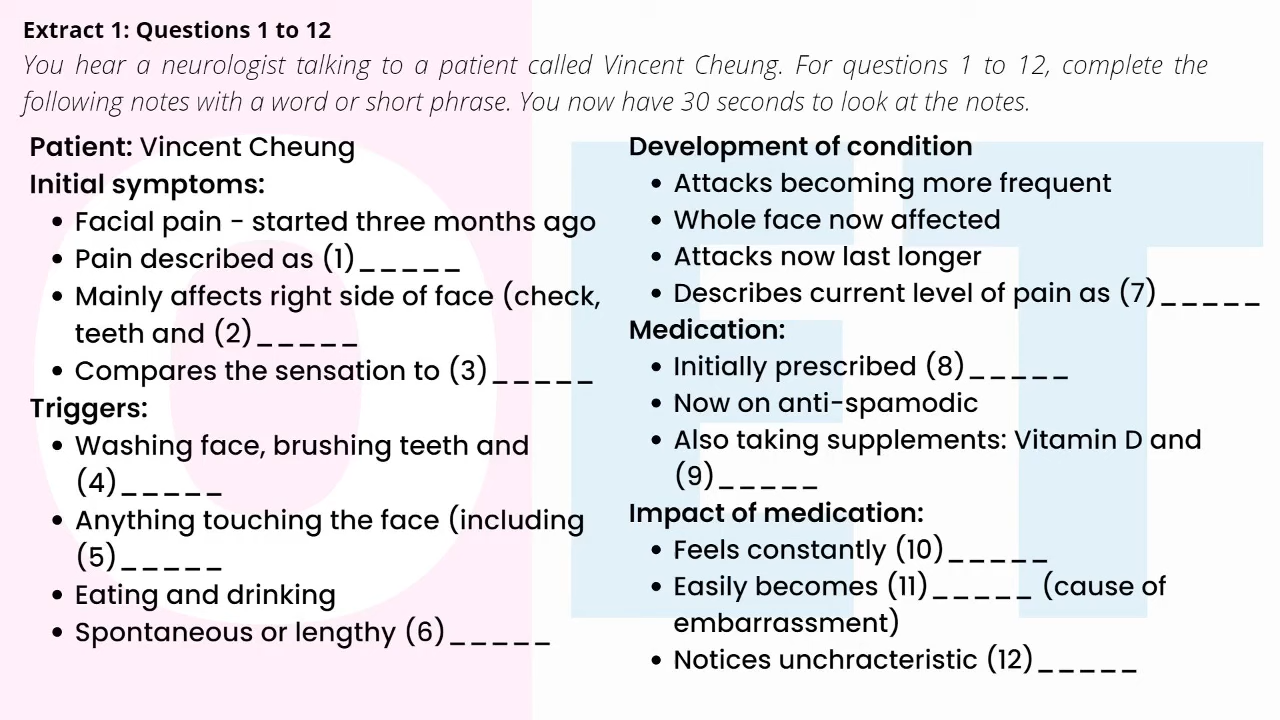 Extract 1: Questions 1 to 12
You hear a neurologist talking to a patient called Vincent Cheung. For questions 1 to 12, complete the
following notes with a word or short phrase. You now have 30 seconds to look at the notes.
Patient: Vincent Cheung
Initial symptoms:
• Facial pain - started three months ago
• Pain described as (1)_____
• Mainly affects right side of face (check,
teeth and (2)_____
• Compares the sensation to (3)_____
Triggers:
• Washing face, brushing teeth and
(4)_____
• Anything touching the face (including
(5)_____
• Eating and drinking
• Spontaneous or lengthy (6)_____
Development of condition
• Attacks becoming more frequent
• Whole face now affected
• Attacks now last longer
• Describes current level of pain as (7)_____
Medication:
• Initially prescribed (8)_____
• Now on anti-spamodic
• Also taking supplements: Vitamin D and
(9)_____
Impact of medication:
• Feels constantly (10)_____
• Easily becomes (11)_____ (cause of
embarrassment)
• Notices unchracteristic (12)_____
OET